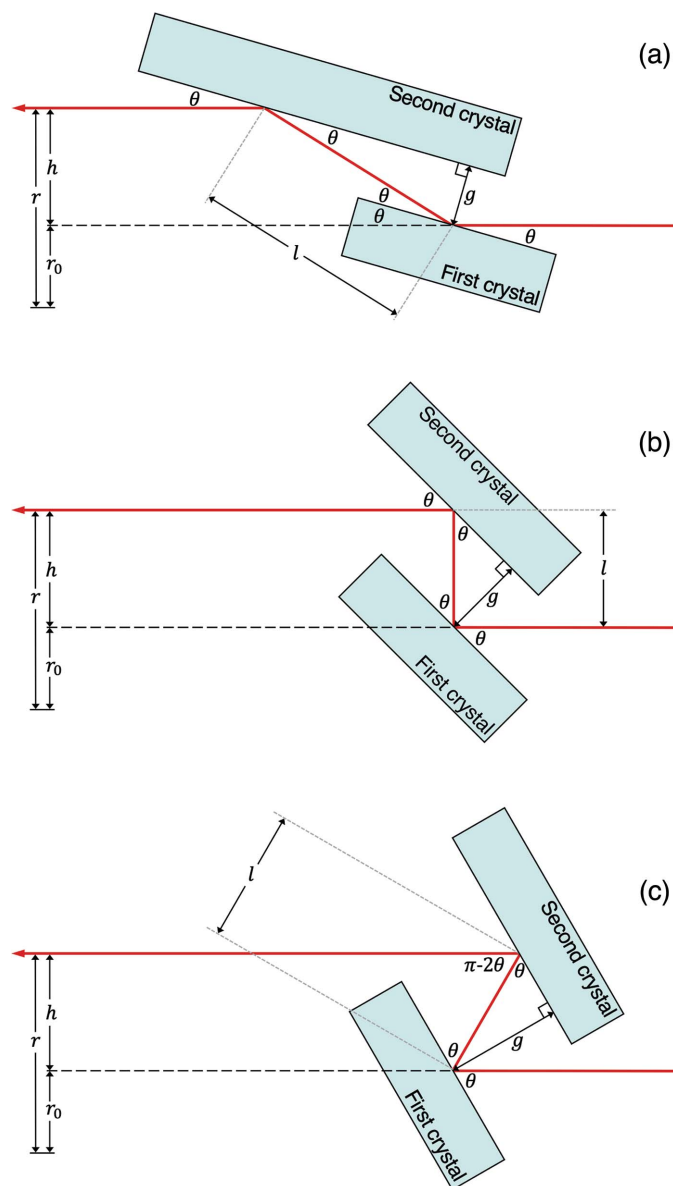 (a)
Second crystal
θ
θ
h
r
g
θ
θ
θ
l
First crystal
r₀
(b)
Second crystal
θ
θ
h
r
l
θ
g
θ
First crystal
r₀
(c)
l
Second crystal
π-2θ
θ
h
r
g
θ
θ
First crystal
r₀